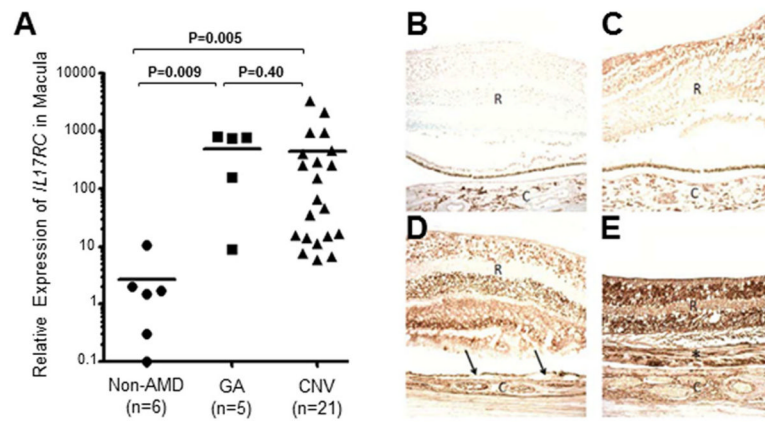 A
P=0.005
P=0.009
P=0.40
Relative Expression of IL17RC in Macula
10000
1000
100
10
1
0.1
Non-AMD
(n=6)
GA
(n=5)
CNV
(n=21)
B
R
C
C
R
C
D
R
C
E
R
*
C